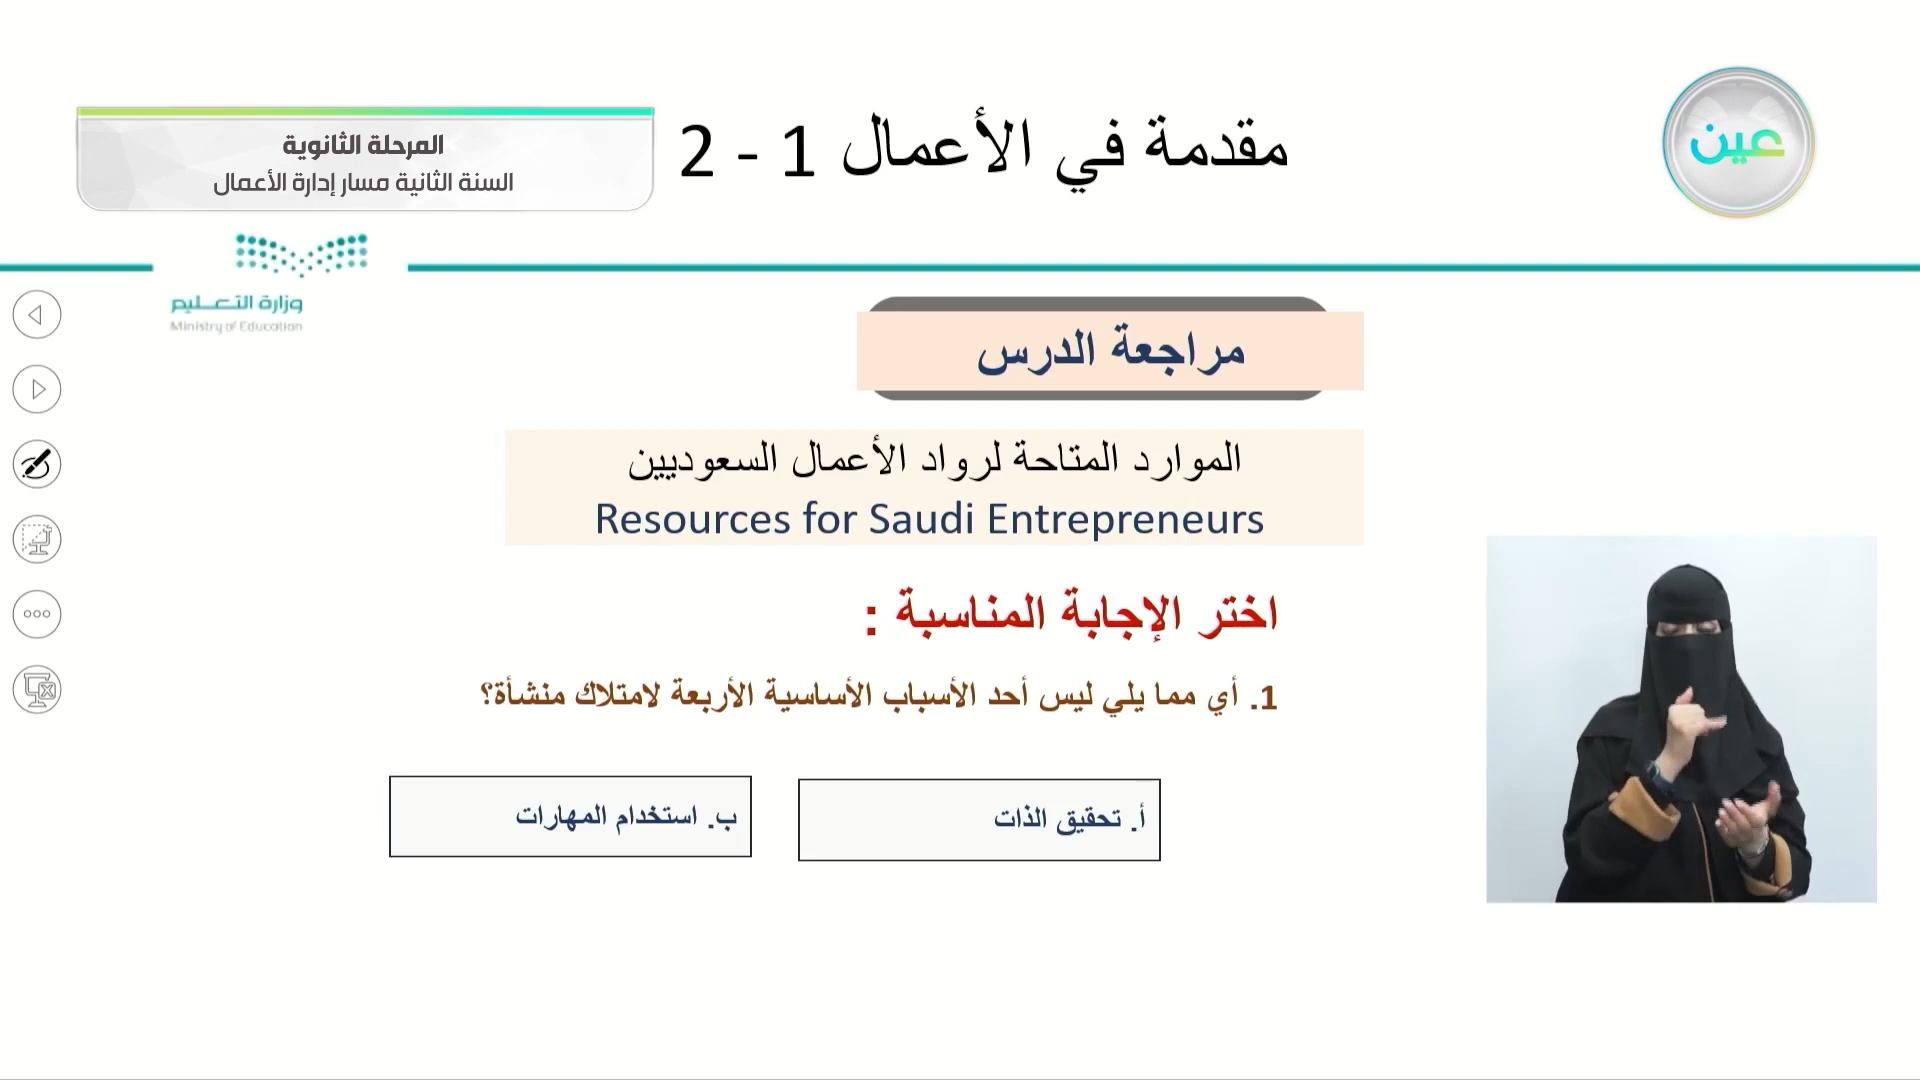 عين
مقدمة في الأعمال 1 - 2
المرحلة الثانوية
السنة الثانية مسار إدارة الأعمال
وزارة التعليم
Ministry of Education
مراجعة الدرس
الموارد المتاحة لرواد الأعمال السعوديين
Resources for Saudi Entrepreneurs
اختر الإجابة المناسبة :
1. أي مما يلي ليس أحد الأسباب الأساسية الأربعة لامتلاك منشأة؟
أ. تحقيق الذات
ب. استخدام المهارات